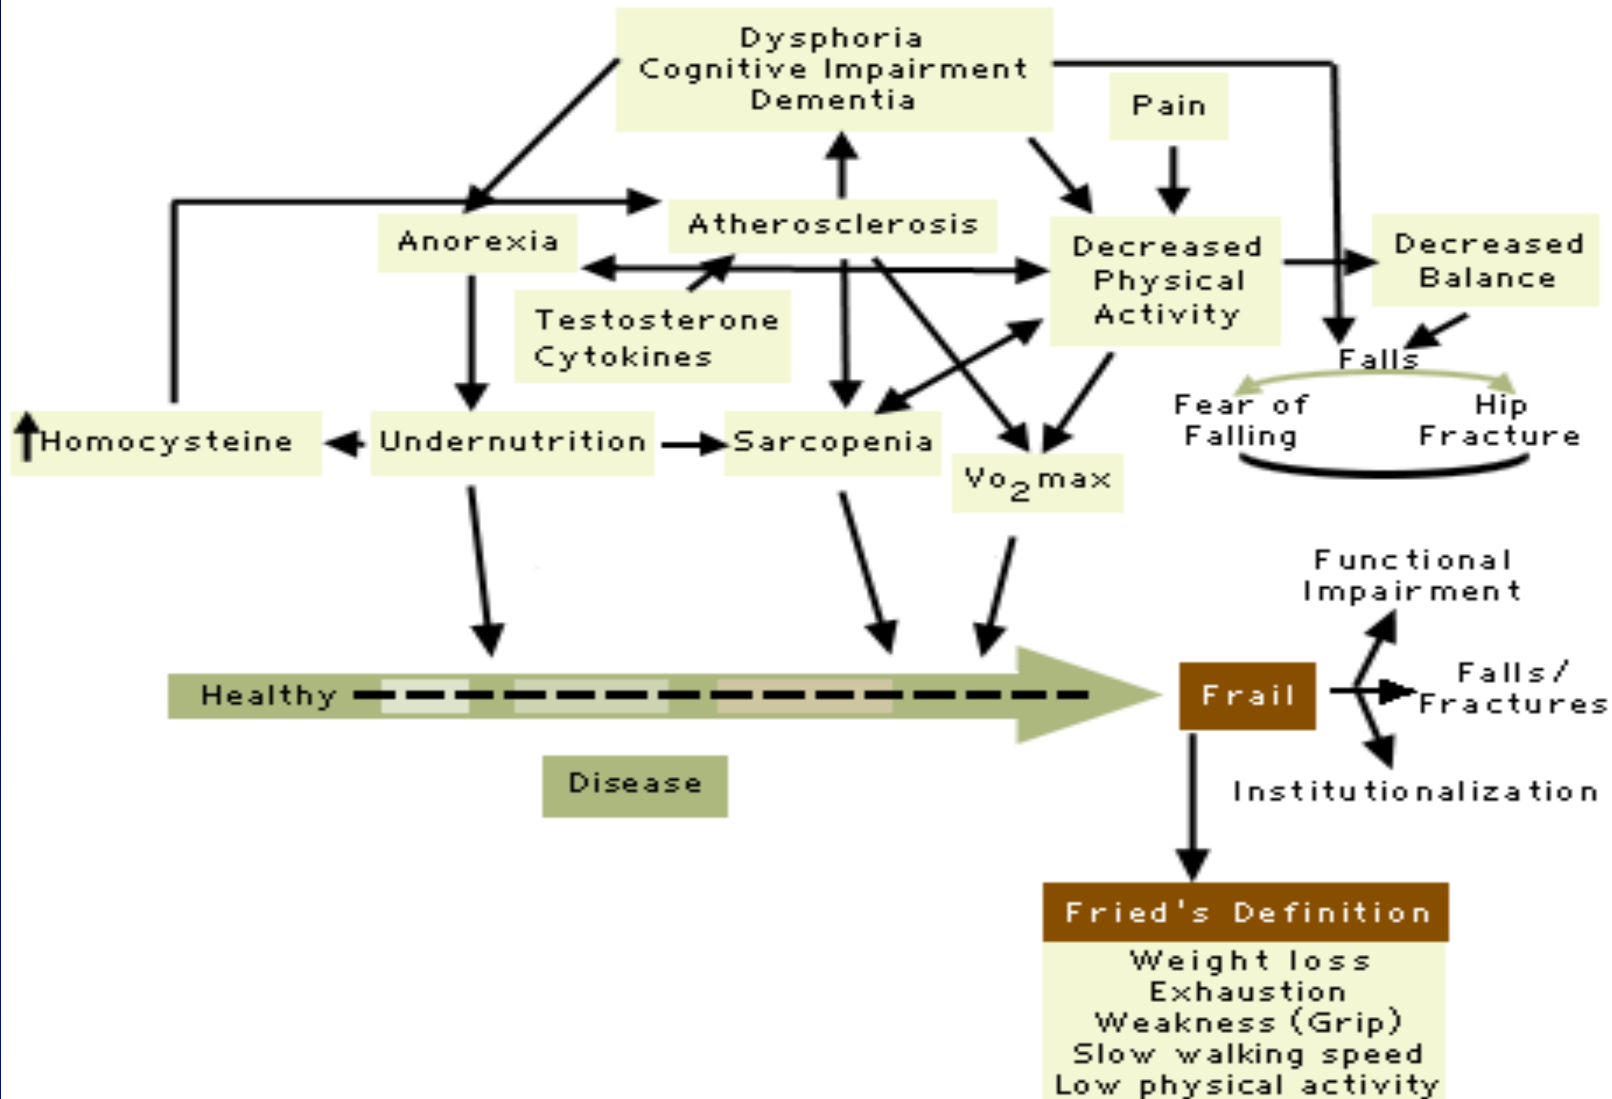 Dysphoria
Cognitive Impairment
Dementia
Pain
Anorexia
Atherosclerosis
Decreased
Physical
Activity
Decreased
Balance
Testosterone
Cytokines
Falls
Fear of
Falling
Hip
Fracture
Homocysteine
Undernutrition
Sarcopenia
Vo2max
Functional
Impairment
Healthy
Frail
Falls/
Fractures
Disease
Institutionalization
Fried's Definition
Weight loss
Exhaustion
Weakness (Grip)
Slow walking speed
Low physical activity